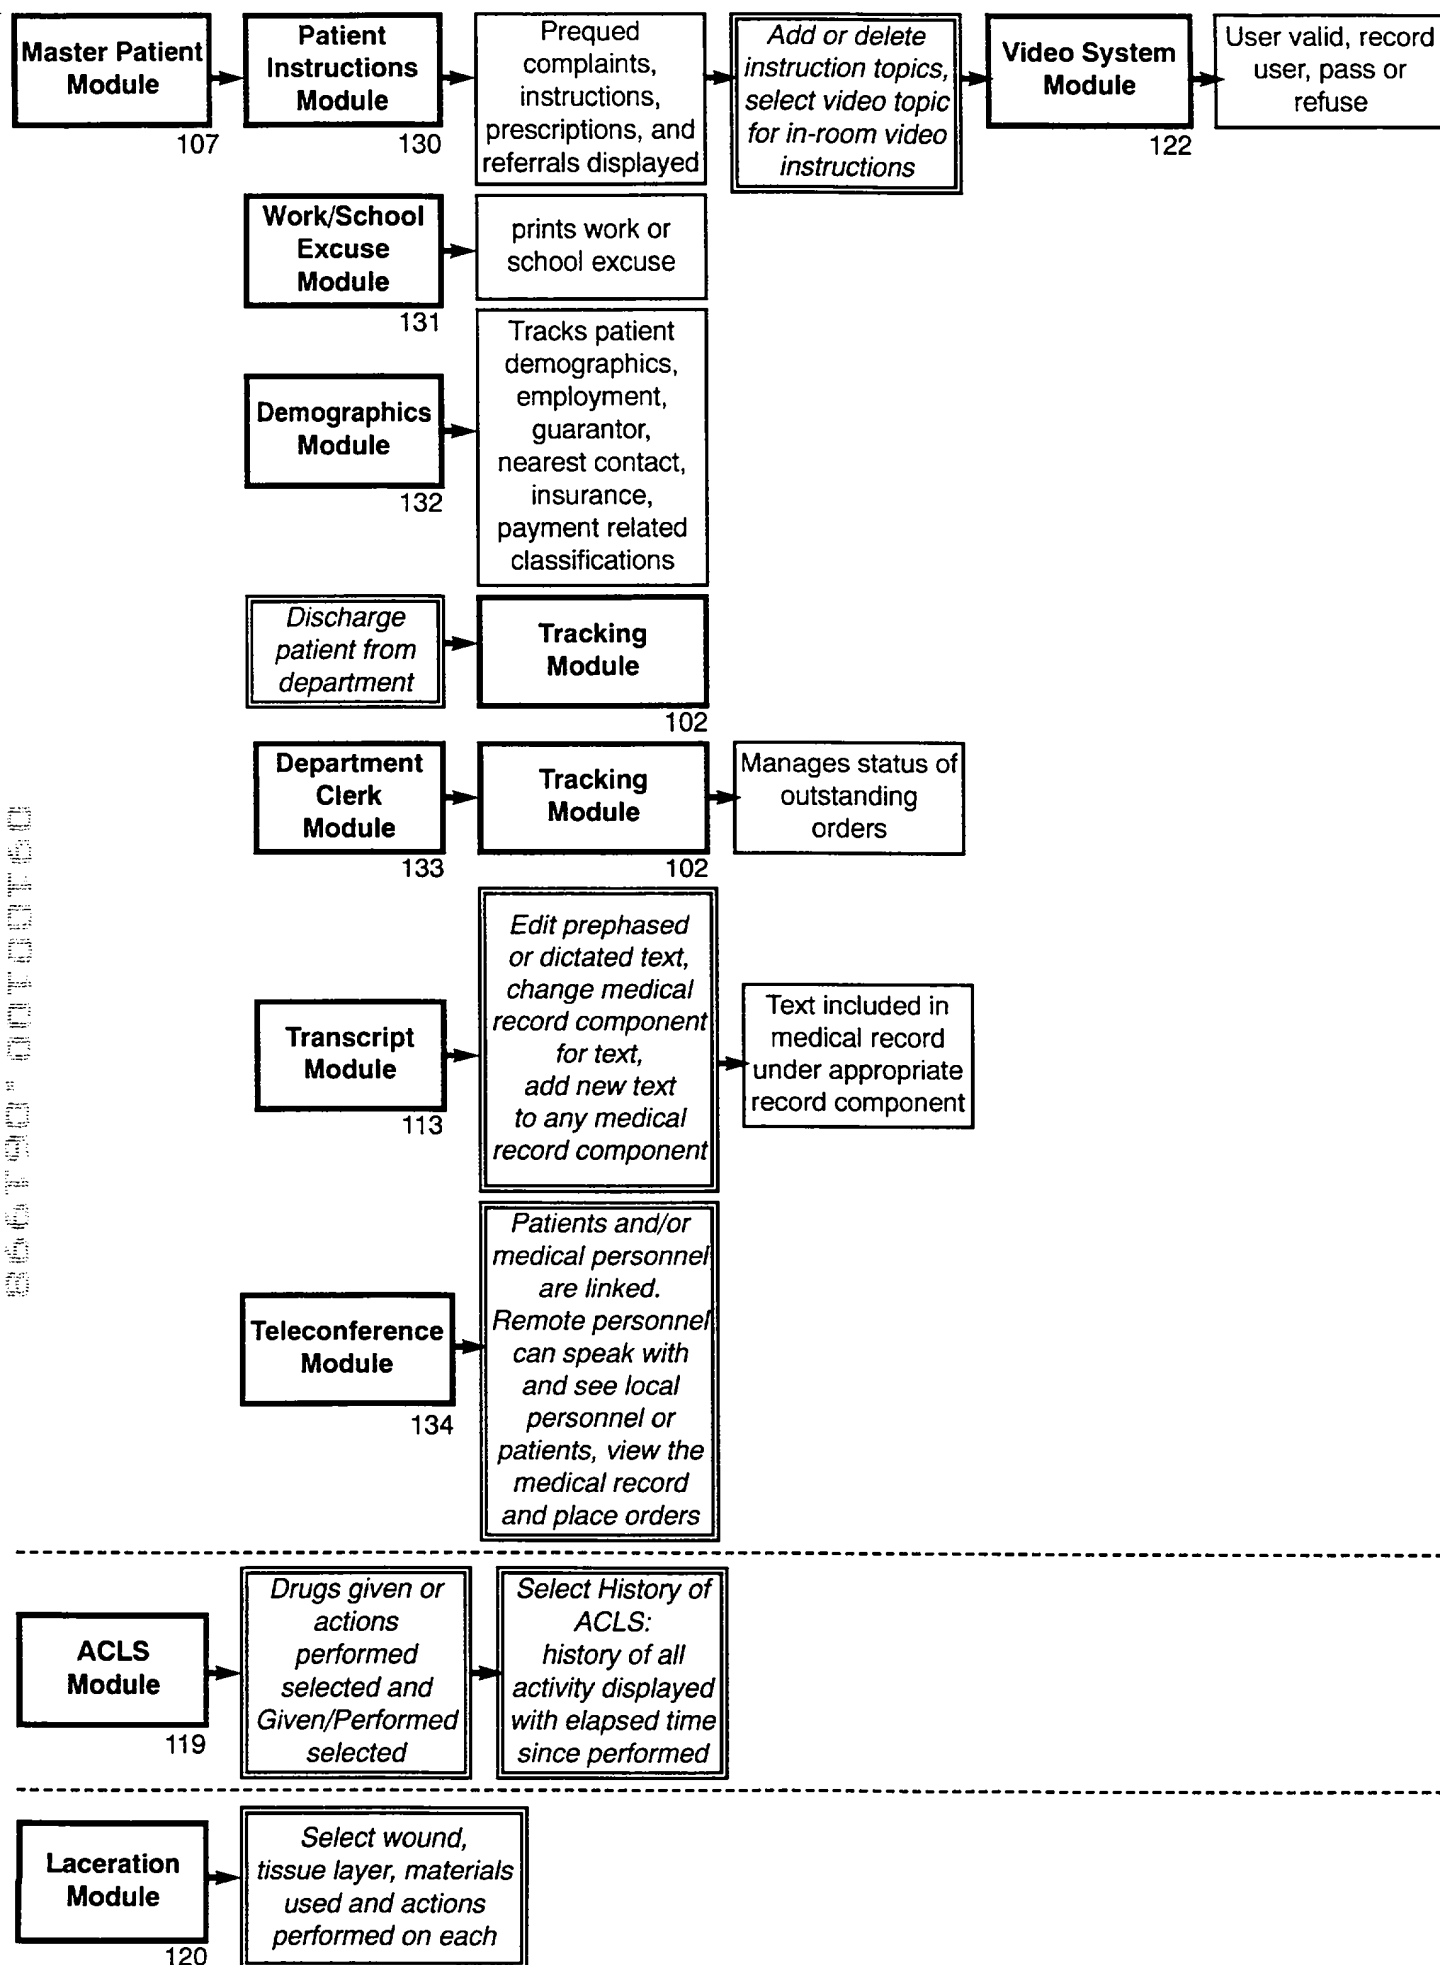 Master Patient
Module
107
Patient
Instructions
Module
130
Prequed
complaints,
instructions,
prescriptions, and
referrals displayed
Add or delete
instruction topics,
select video topic
for in-room video
instructions
Video System
Module
122
User valid, record
user, pass or
refuse
Work/School
Excuse
Module
131
prints work or
school excuse
Demographics
Module
132
Tracks patient
demographics,
employment,
guarantor,
nearest contact,
insurance,
payment related
classifications
Discharge
patient from
department
Tracking
Module
102
Department
Clerk
Module
133
Tracking
Module
102
Manages status of
outstanding
orders
Transcript
Module
113
Edit prephased
or dictated text,
change medical
record component
for text,
add new text
to any medical
record component
Text included in
medical record
under appropriate
record component
Teleconference
Module
134
Patients and/or
medical personnel
are linked.
Remote personnel
can speak with
and see local
personnel or
patients, view the
medical record
and place orders
ACLS
Module
119
Drugs given or
actions
performed
selected and
Given/Performed
selected
Select History of
ACLS:
history of all
activity displayed
with elapsed time
since performed
Laceration
Module
120
Select wound,
tissue layer, materials
used and actions
performed on each